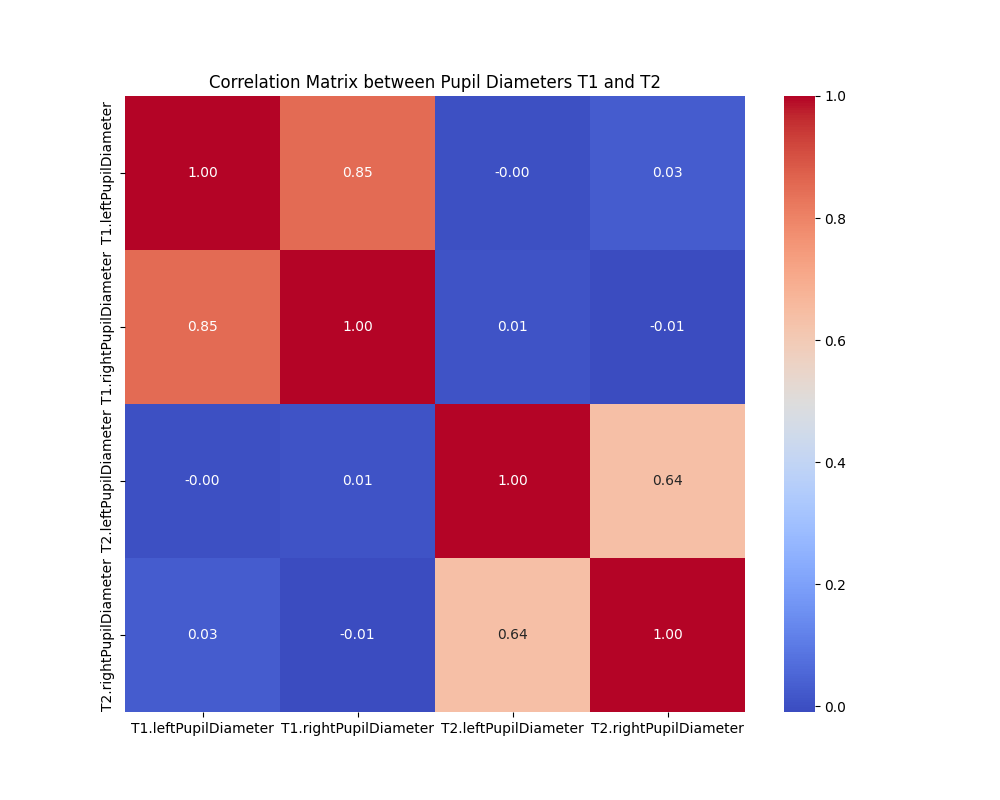 Correlation Matrix between Pupil Diameters T1 and T2
T1.leftPupilDiameter
1.00 0.85 -0.00 0.03
T1.rightPupilDiameter
0.85 1.00 0.01 -0.01
T2.leftPupilDiameter
-0.00 0.01 1.00 0.64
T2.rightPupilDiameter
0.03 -0.01 0.64 1.00
T1.leftPupilDiameter T1.rightPupilDiameter T2.leftPupilDiameter T2.rightPupilDiameter
1.0
0.8
0.6
0.4
0.2
0.0